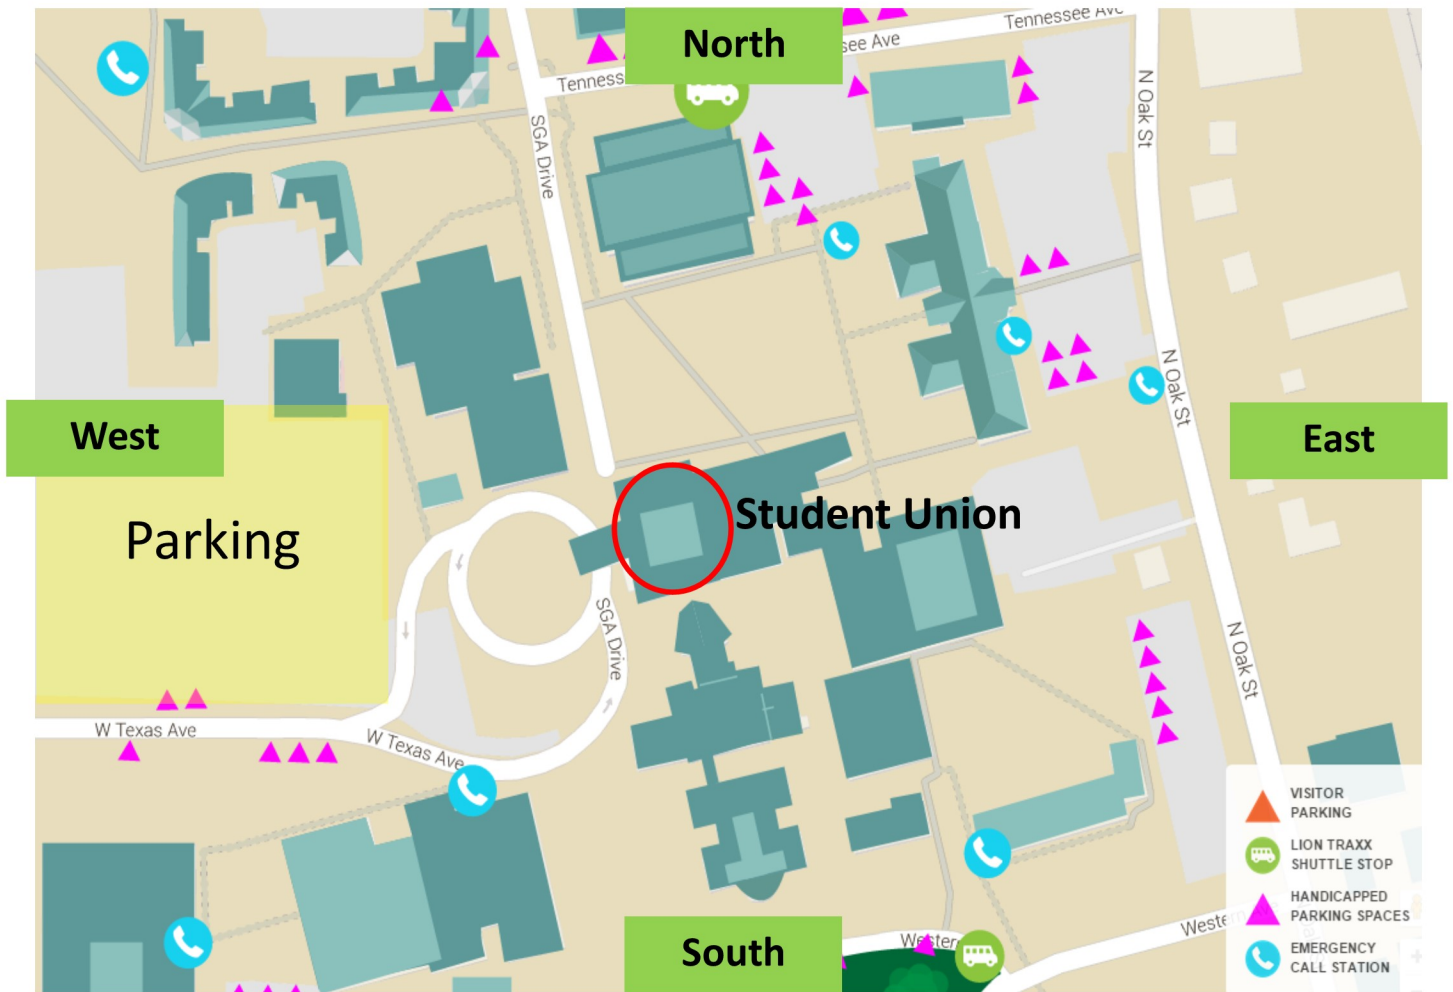 North
Tennessee Ave
see Ave
Tenness
N Oak St
SGA Drive
N Oak St
West
East
Parking
Student Union
SGA Drive
N Oak St
W Texas Ave
W Texas Ave
VISITOR
PARKING
LION TRAXX
SHUTTLE STOP
HANDICAPPED
PARKING SPACES
EMERGENCY
CALL STATION
South
Wester
Western